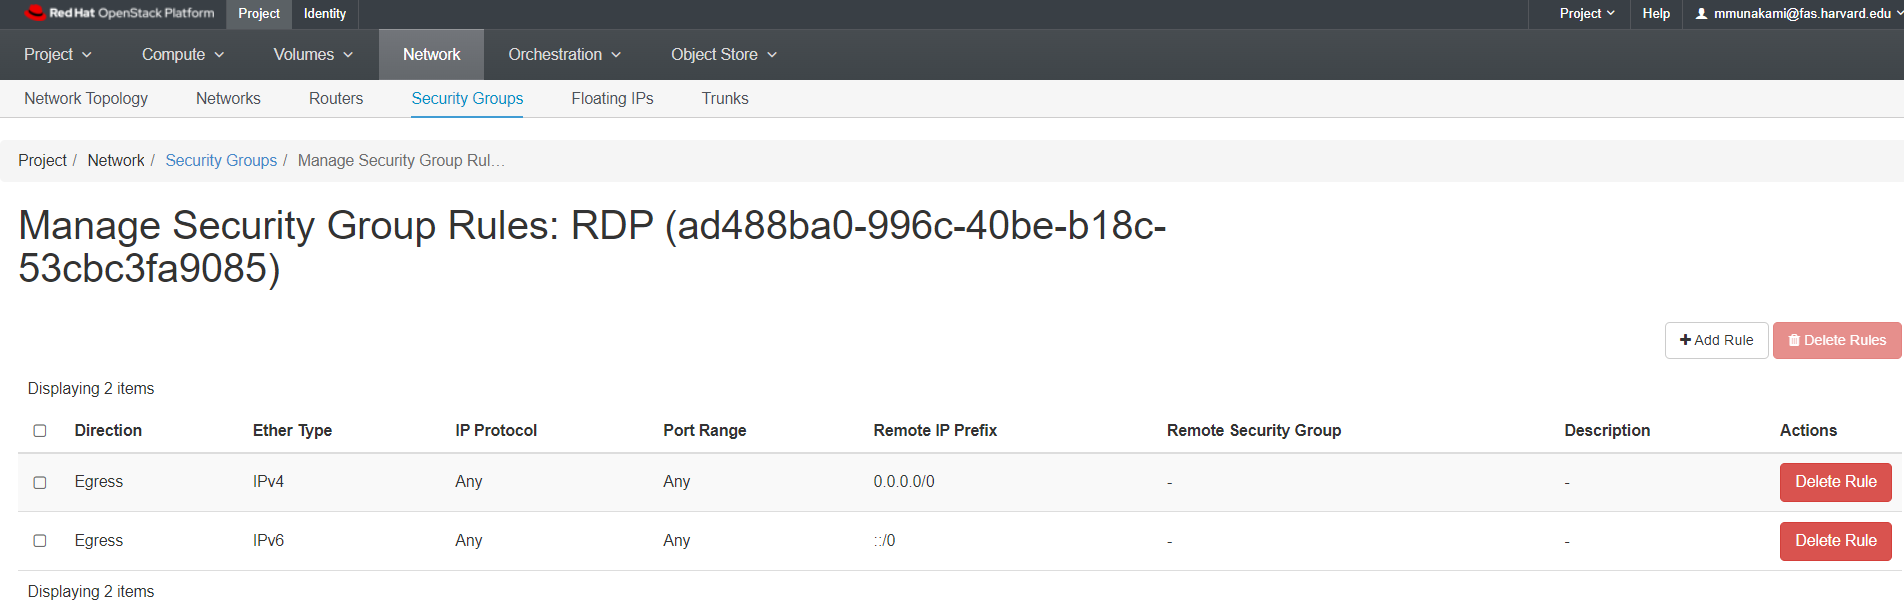 Red Hat OpenStack Platform Project Identity Project Help mmunakami@fas.harvard.edu
Project Compute Volumes Network Orchestration Object Store
Network Topology Networks Routers Security Groups Floating IPs Trunks
Project / Network / Security Groups / Manage Security Group Rul…
Manage Security Group Rules: RDP (ad488ba0-996c-40be-b18c-
53cbc3fa9085)
+ Add Rule Delete Rules
Displaying 2 items
Direction Ether Type IP Protocol Port Range Remote IP Prefix Remote Security Group Description Actions
Egress IPv4 Any Any 0.0.0.0/0 - - Delete Rule
Egress IPv6 Any Any ::/0 - - Delete Rule
Displaying 2 items